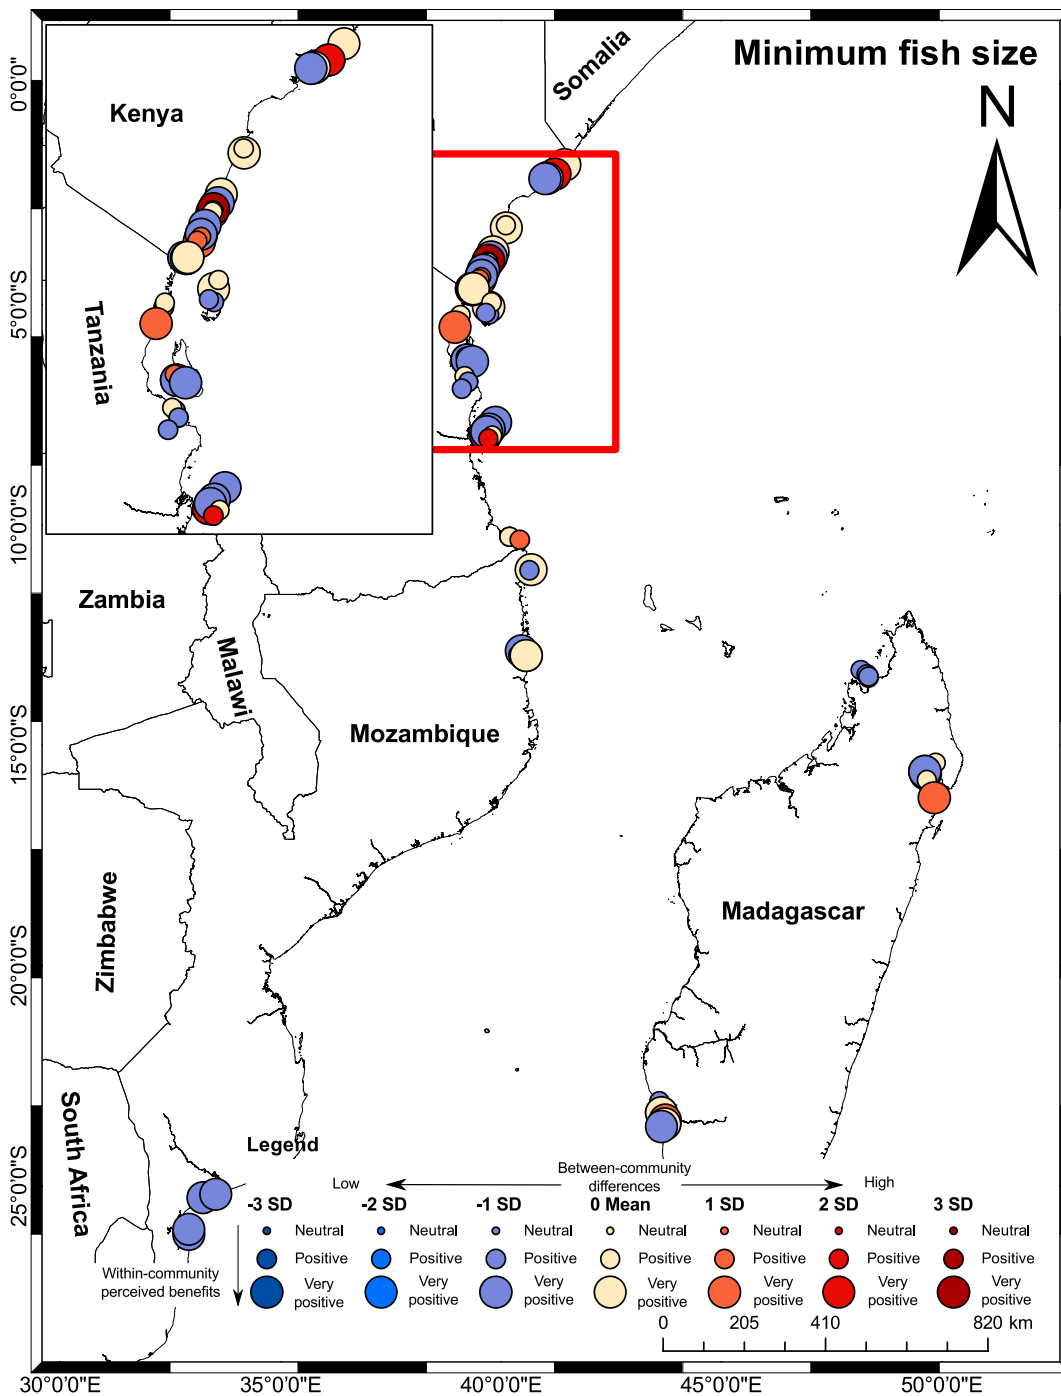 Minimum fish size
N
Somalia
Kenya
Tanzania
Zambia
Malawi
Mozambique
Zimbabwe
Madagascar
South Africa
0°0'0"
5°0'0"S
10°0'0"S
15°0'0"S
20°0'0"S
25°0'0"S
Legend
Between-community
differences
Low
High
-3 SD -2 SD -1 SD 0 Mean 1 SD 2 SD 3 SD
Neutral Neutral Neutral Neutral Neutral Neutral Neutral
Positive Positive Positive Positive Positive Positive Positive
Very Very Very Very Very Very Very
positive positive positive positive positive positive positive
Within-community
perceived benefits
0 205 410 820 km
30°0'0"E 35°0'0"E 40°0'0"E 45°0'0"E 50°0'0"E